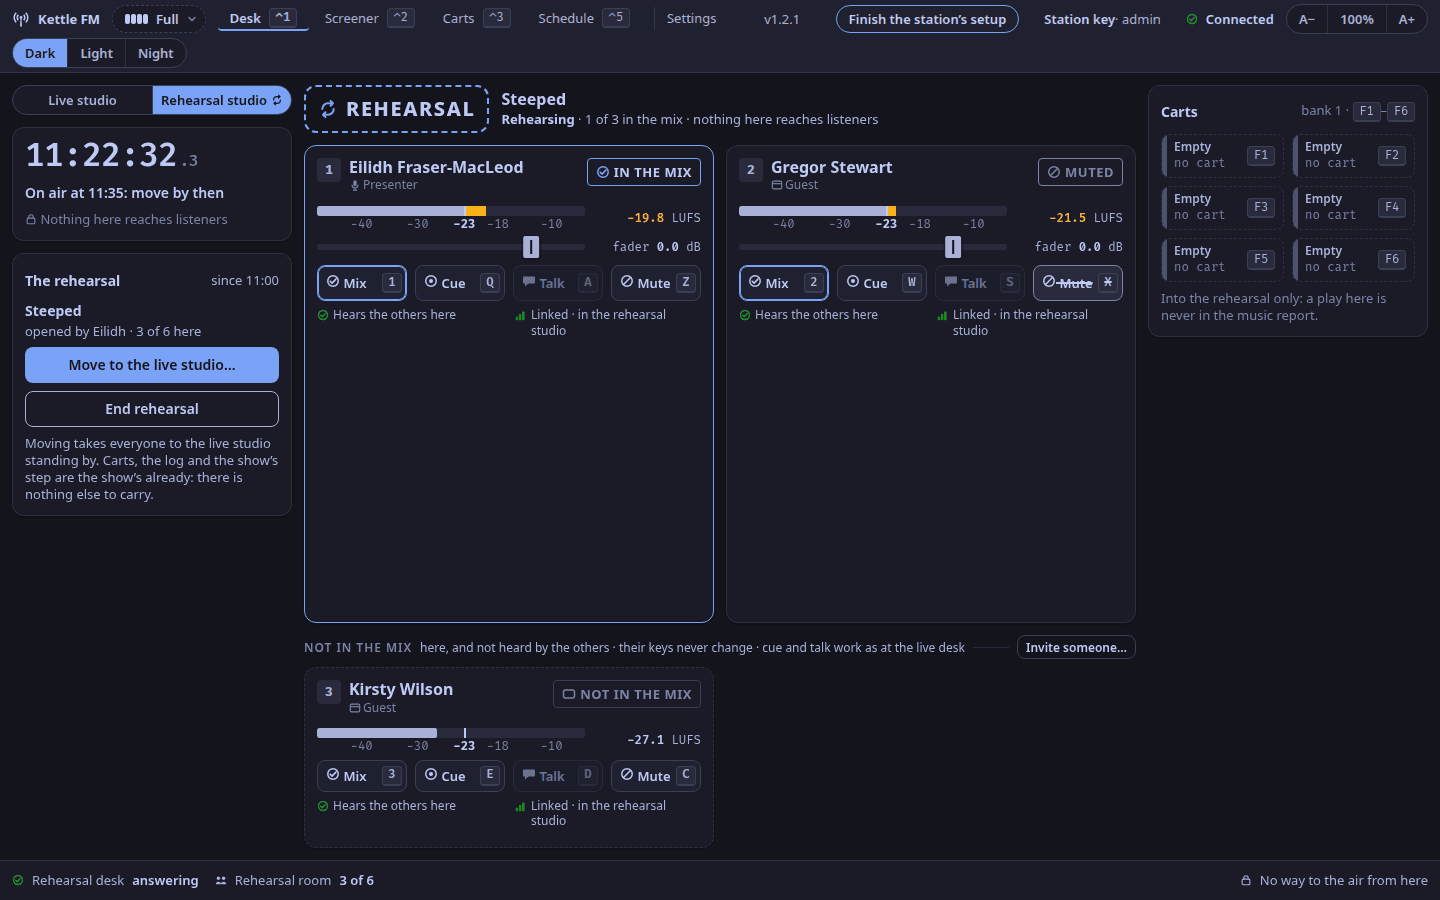 Kettle FM Full Desk ^1 Screener ^2 Carts ^3 Schedule ^5 Settings v1.2.1 Finish the station's setup Station key · admin Connected A− 100% A+
Dark Light Night
Live studio Rehearsal studio
11:22:32.3
On air at 11:35: move by then
Nothing here reaches listeners
The rehearsal since 11:00
Steeped
opened by Eilidh · 3 of 6 here
Move to the live studio…
End rehearsal
Moving takes everyone to the live studio
standing by. Carts, the log and the show's
step are the show's already: there is
nothing else to carry.
REHEARSAL
Steeped
Rehearsing · 1 of 3 in the mix · nothing here reaches listeners
1 Eilidh Fraser-MacLeod IN THE MIX
Presenter
−19.8 LUFS
−40 −30 −23 −18 −10
fader 0.0 dB
Mix 1 Cue Q Talk A Mute Z
Hears the others here Linked · in the rehearsal
studio
2 Gregor Stewart MUTED
Guest
−21.5 LUFS
−40 −30 −23 −18 −10
fader 0.0 dB
Mix 2 Cue W Talk S Mute X
Hears the others here Linked · in the rehearsal
studio
NOT IN THE MIX here, and not heard by the others · their keys never change · cue and talk work as at the live desk Invite someone…
3 Kirsty Wilson NOT IN THE MIX
Guest
−27.1 LUFS
−40 −30 −23 −18 −10
Mix 3 Cue E Talk D Mute C
Hears the others here Linked · in the rehearsal
studio
Carts bank 1 · F1–F6
Empty F1 Empty F2
no cart no cart
Empty F3 Empty F4
no cart no cart
Empty F5 Empty F6
no cart no cart
Into the rehearsal only: a play here is
never in the music report.
Rehearsal desk answering Rehearsal room 3 of 6 No way to the air from here